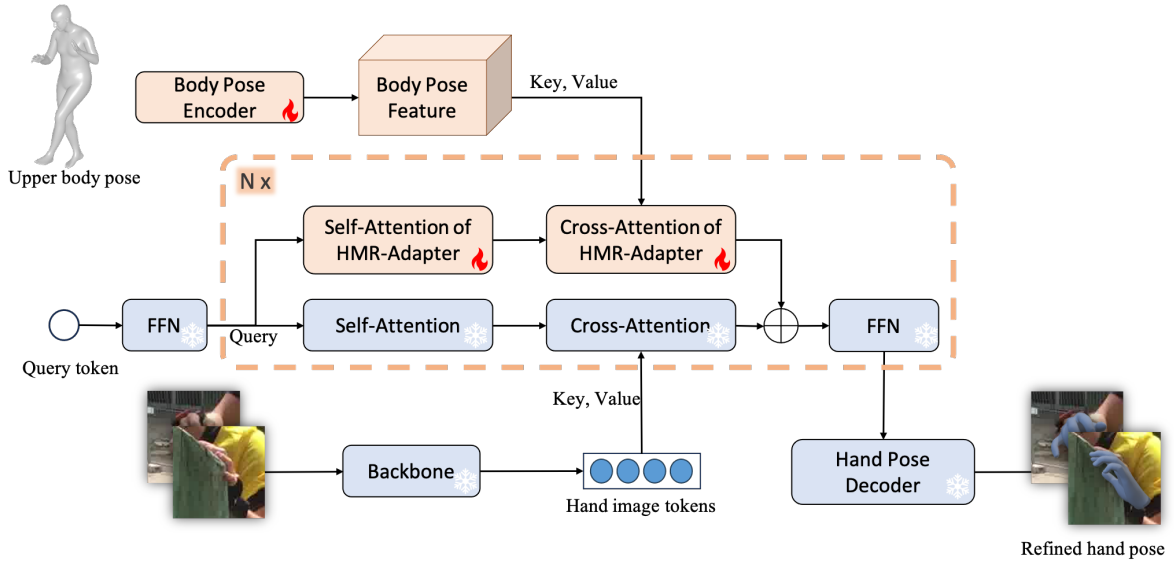 Body Pose
Encoder
Body Pose
Feature
Key, Value
Upper body pose
N x
Self-Attention of
HMR-Adapter
Cross-Attention of
HMR-Adapter
FFN
Query
Self-Attention
Cross-Attention
FFN
Query token
Key, Value
Backbone
Hand Pose
Decoder
Hand image tokens
Refined hand pose